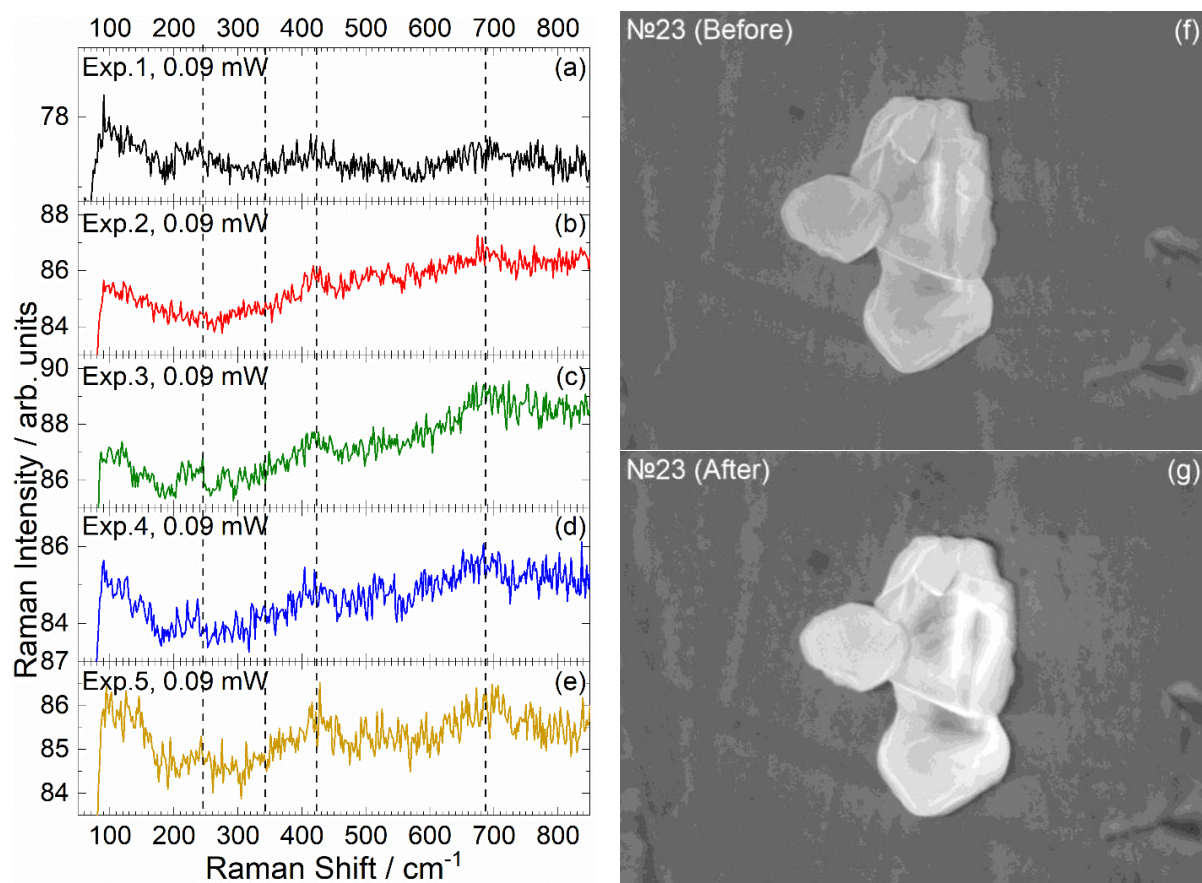 100 200 300 400 500 600 700 800
Exp.1, 0.09 mW (a)
78
88
Exp.2, 0.09 mW (b)
86
84
90
Exp.3, 0.09 mW (c)
88
86
Exp.4, 0.09 mW (d)
86
84
87
Exp.5, 0.09 mW (e)
86
85
84
100 200 300 400 500 600 700 800
Raman Shift / cm-1
Raman Intensity / arb. units
№23 (Before) (f)
№23 (After) (g)